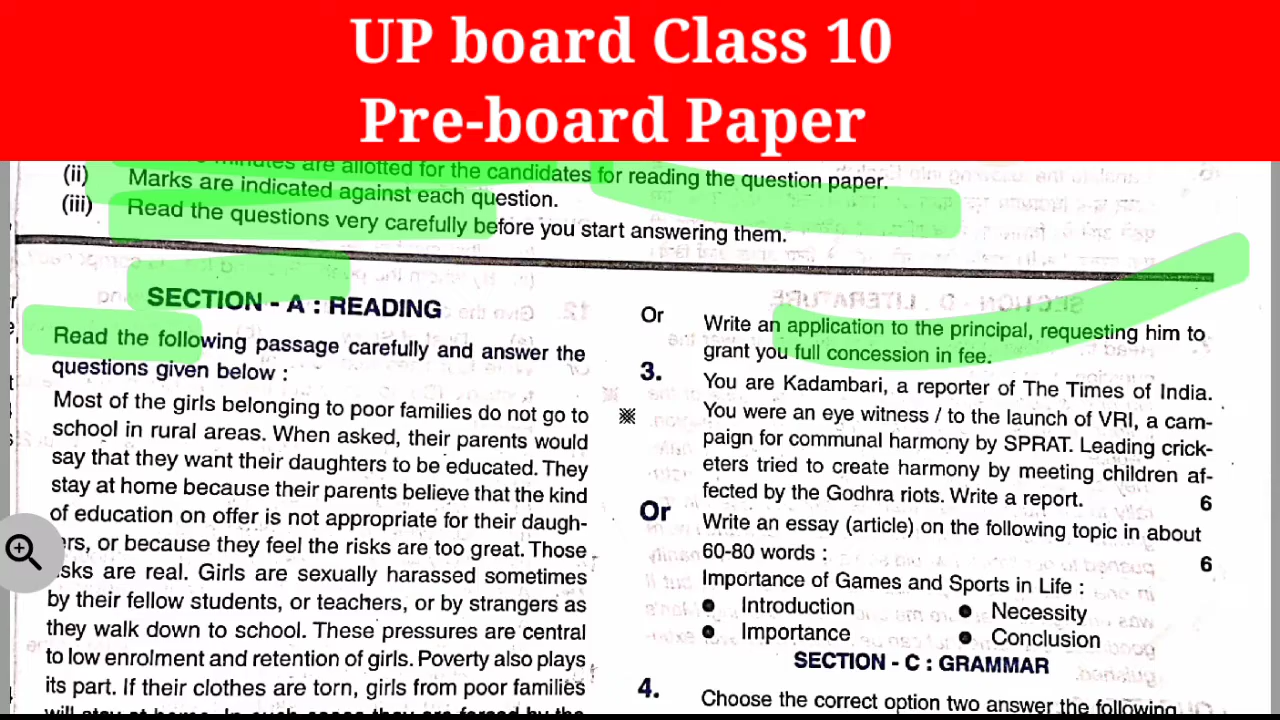 UP board Class 10
Pre-board Paper
minutes are allotted for the candidates for reading the question paper.
(ii) Marks are indicated against each question.
(iii) Read the questions very carefully before you start answering them.
SECTION - A : READING
Read the following passage carefully and answer the
questions given below :
Most of the girls belonging to poor families do not go to
school in rural areas. When asked, their parents would
say that they want their daughters to be educated. They
stay at home because their parents believe that the kind
of education on offer is not appropriate for their daugh-
ers, or because they feel the risks are too great. Those
isks are real. Girls are sexually harassed sometimes
by their fellow students, or teachers, or by strangers as
they walk down to school. These pressures are central
to low enrolment and retention of girls. Poverty also plays
its part. If their clothes are torn, girls from poor families
will stay at home. In such cases they are forced by the
Or Write an application to the principal, requesting him to
grant you full concession in fee.
3. You are Kadambari, a reporter of The Times of India.
※ You were an eye witness / to the launch of VRI, a cam-
paign for communal harmony by SPRAT. Leading crick-
eters tried to create harmony by meeting children af-
fected by the Godhra riots. Write a report. 6
Or Write an essay (article) on the following topic in about
60-80 words : 6
Importance of Games and Sports in Life :
● Introduction ● Necessity
● Importance ● Conclusion
SECTION - C : GRAMMAR
4. Choose the correct option two answer the following